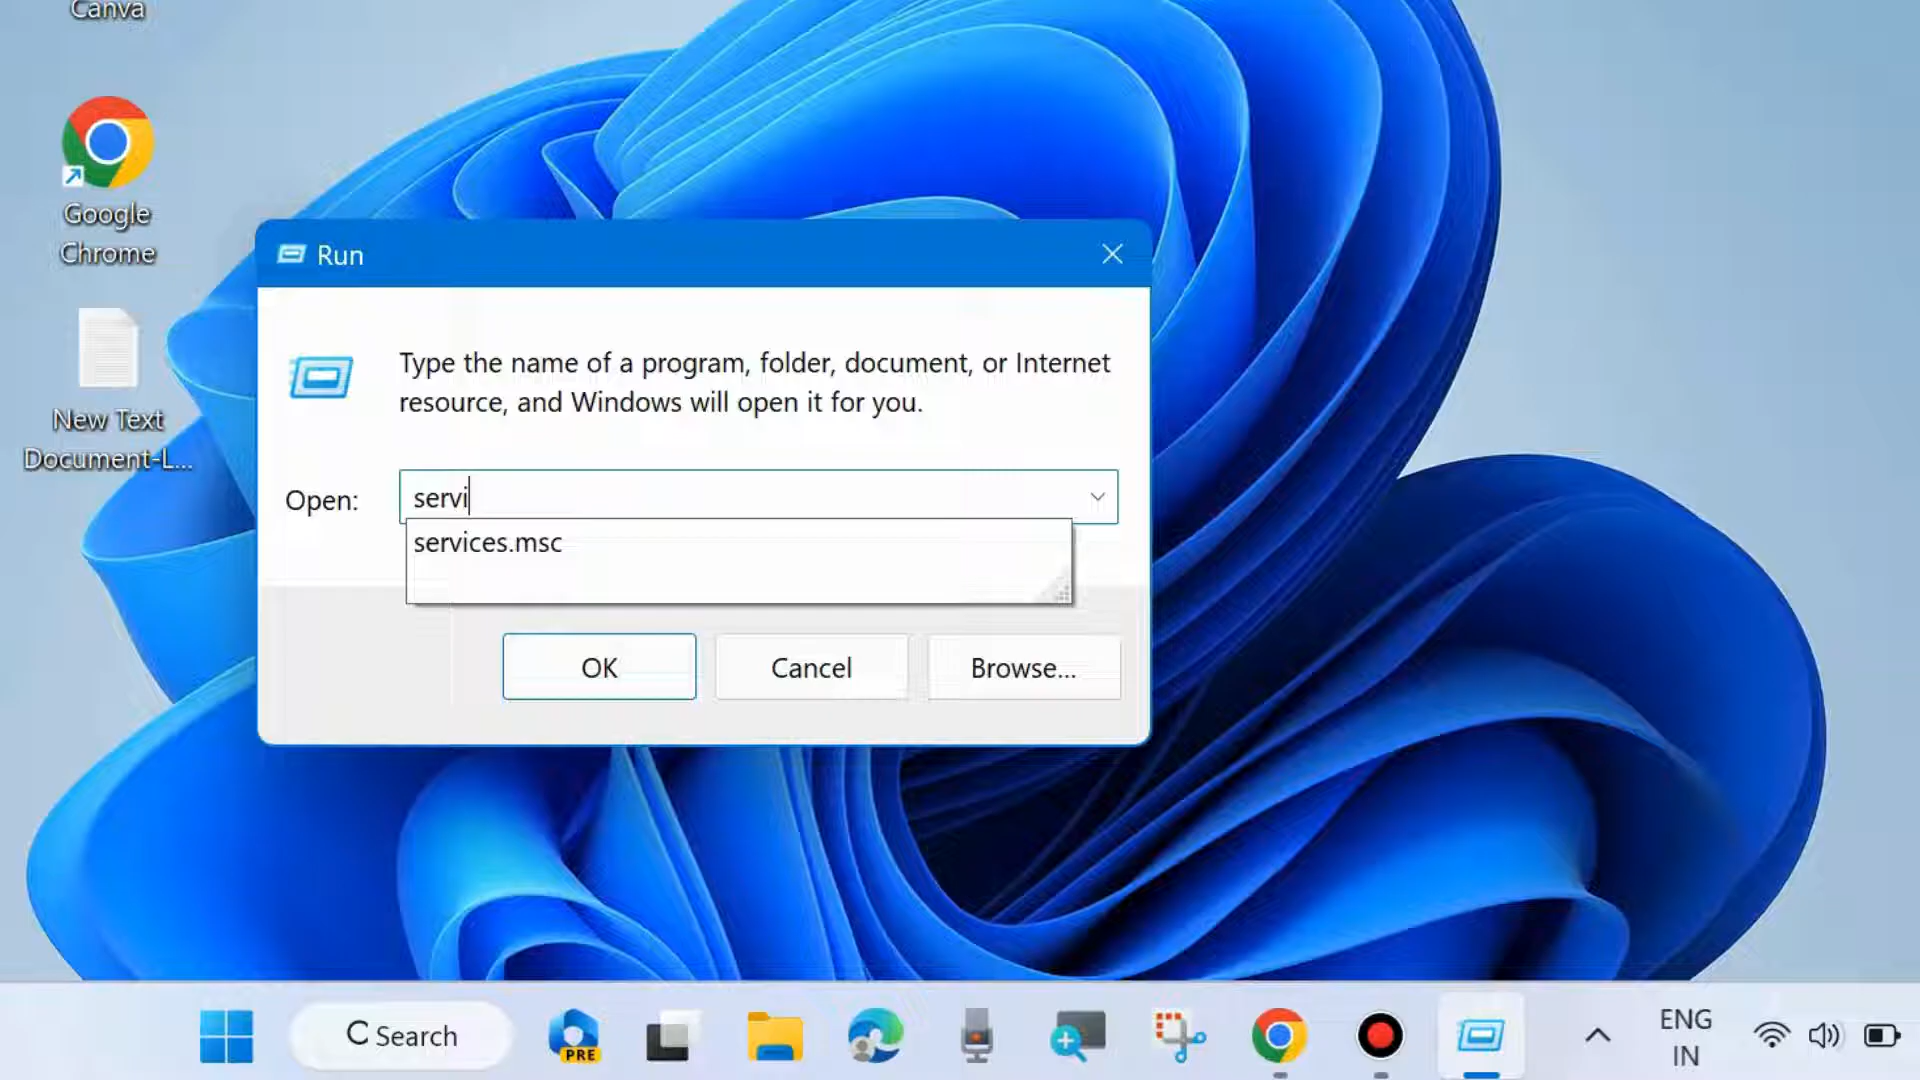 Canva
Google
Chrome
New Text
Document-L...
Run
Type the name of a program, folder, document, or Internet
resource, and Windows will open it for you.
Open:
servi
services.msc
OK
Cancel
Browse...
Search
PRE
ENG
IN